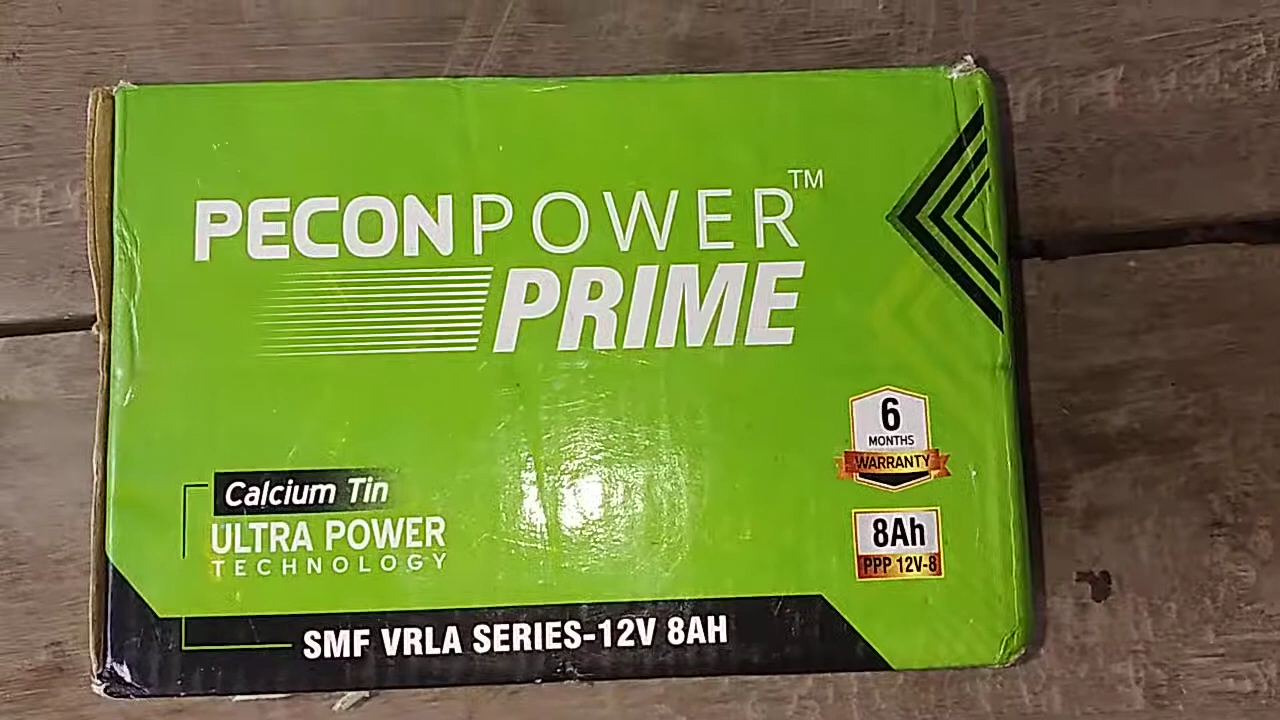 PECONPOWER™
PRIME
6
MONTHS
WARRANTY
Calcium Tin
ULTRA POWER
TECHNOLOGY
8Ah
PPP 12V-8
SMF VRLA SERIES-12V 8AH